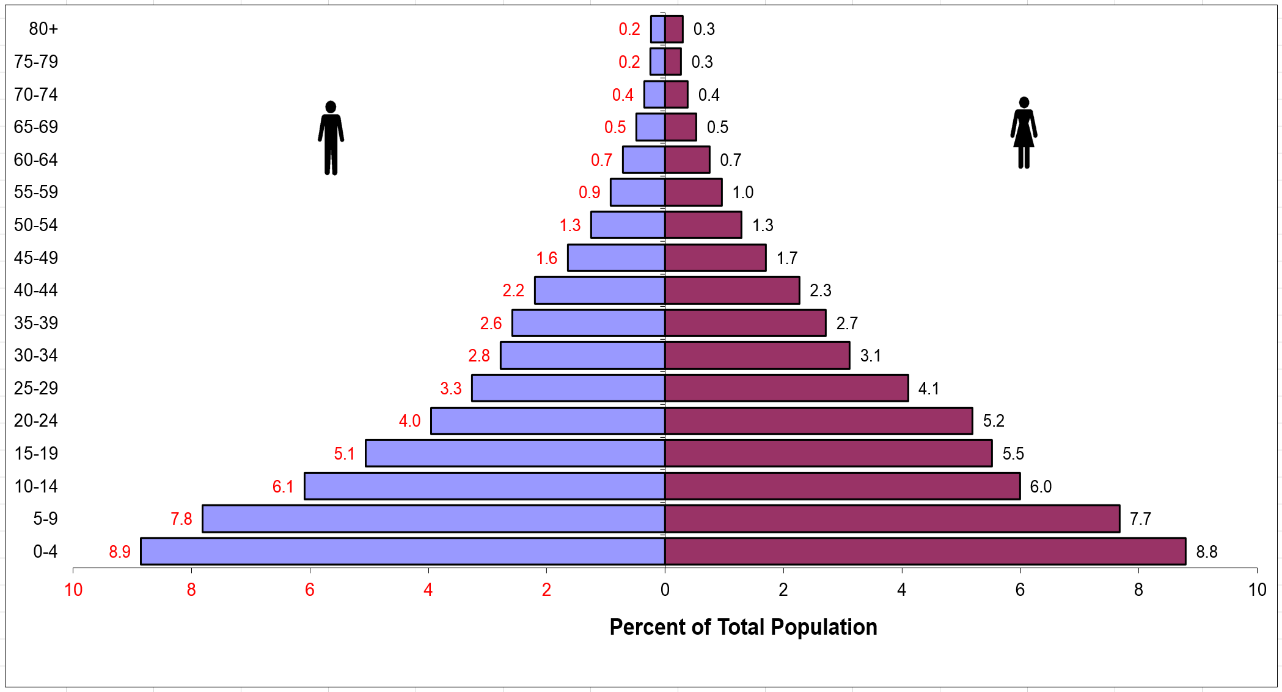 80+ 0.2 0.3
75-79 0.2 0.3
70-74 0.4 0.4
65-69 0.5 0.5
60-64 0.7 0.7
55-59 0.9 1.0
50-54 1.3 1.3
45-49 1.6 1.7
40-44 2.2 2.3
35-39 2.6 2.7
30-34 2.8 3.1
25-29 3.3 4.1
20-24 4.0 5.2
15-19 5.1 5.5
10-14 6.1 6.0
5-9 7.8 7.7
0-4 8.9 8.8
10 8 6 4 2 0 2 4 6 8 10
Percent of Total Population